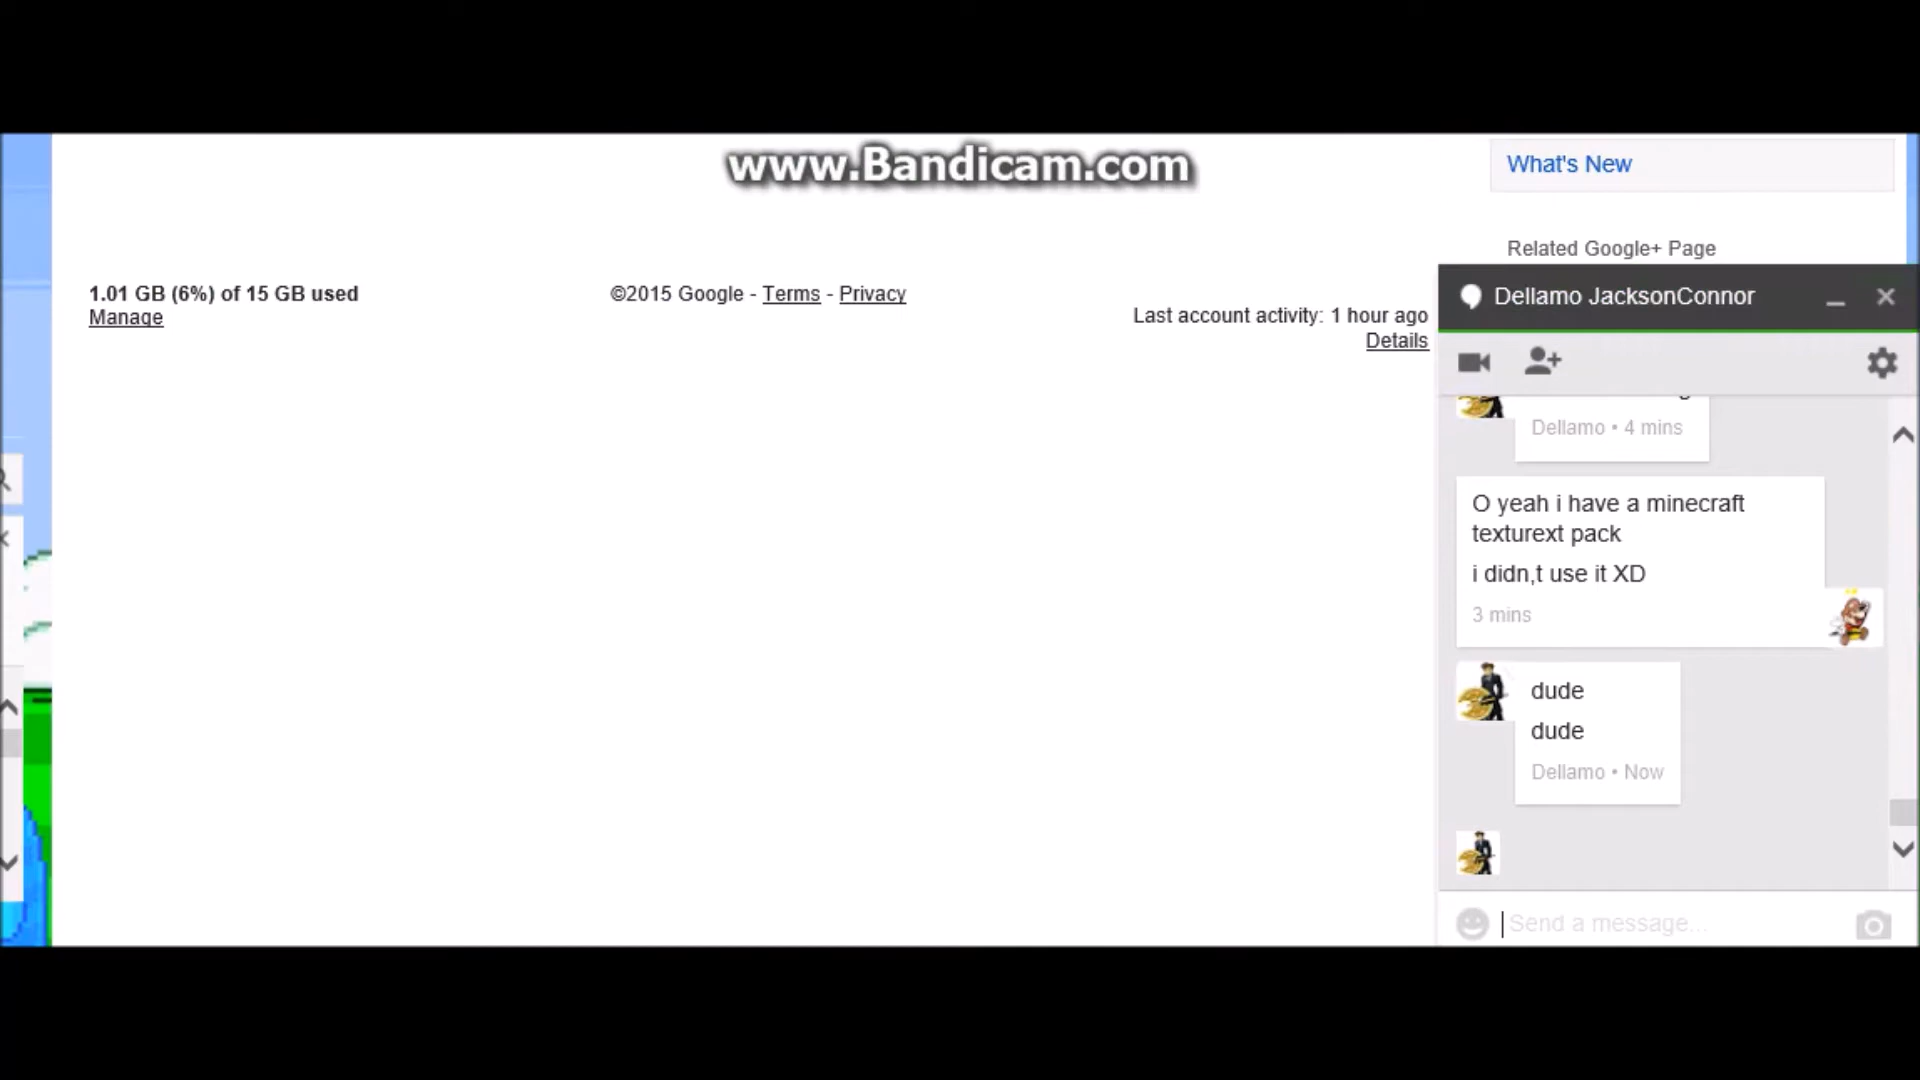 www.Bandicam.com
What's New
Related Google+ Page
1.01 GB (6%) of 15 GB used
Manage
©2015 Google - Terms - Privacy
Last account activity: 1 hour ago
Details
Dellamo JacksonConnor
Dellamo • 4 mins
O yeah i have a minecraft
texturext pack
i didn,t use it XD
3 mins
dude
dude
Dellamo • Now
Send a message...